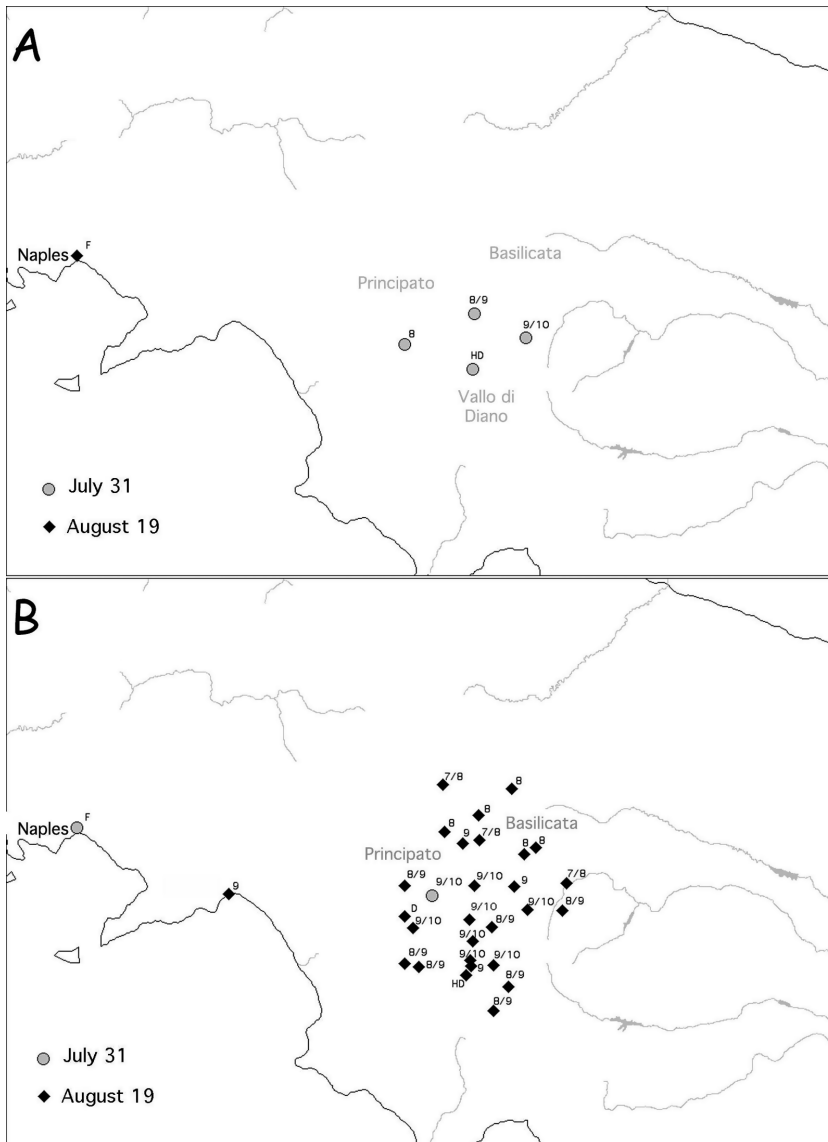 A
Naples
F
Basilicata
Principato
8/9
9/10
8
HD
Vallo di
Diano
July 31
August 19
B
7/8
8
8
8
9
7/8
Basilicata
8
8
Naples
F
Principato
8/9
9/10
9/10
9
7/8
9
D
9/10
9/10
8/9
9/10
8/9
9/10
8/9
8/9
9/10
9
9/10
HD
8/9
8/9
July 31
August 19